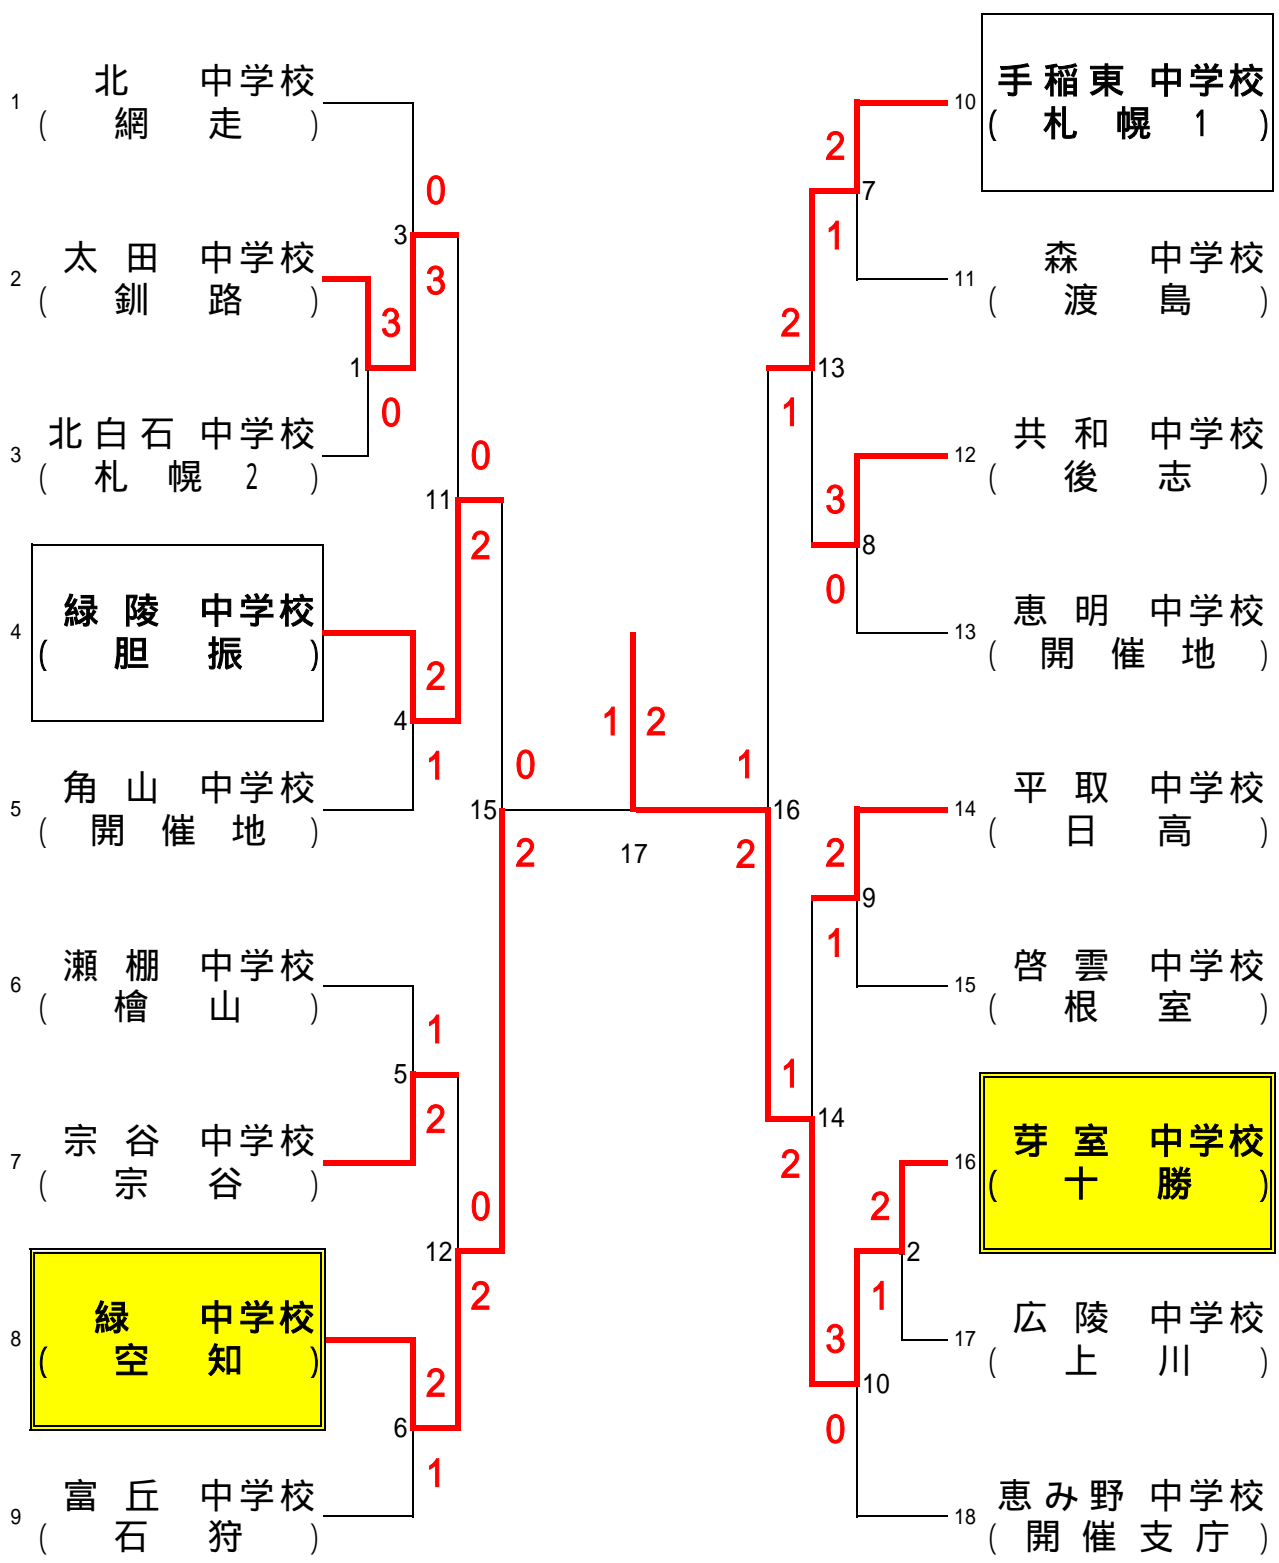 1 北 中学校
( 網 走 )
0
3
2 太 田 中学校
( 釧 路 )
3
3
1
0
3 北白石 中学校
( 札 幌 2 )
0
11
2
4 緑 陵 中学校
( 胆 振 )
2
4
1
5 角 山 中学校
( 開 催 地 )
0
15
2
6 瀬 棚 中学校
( 檜 山 )
1
5
2
7 宗 谷 中学校
( 宗 谷 )
0
12
2
8 緑 中学校
( 空 知 )
2
6
1
9 富 丘 中学校
( 石 狩 )
1 2
17
10 手稲東 中学校
( 札 幌 1 )
2
7
1
11 森 中学校
( 渡 島 )
2
13
1
12 共 和 中学校
( 後 志 )
3
8
0
13 恵 明 中学校
( 開 催 地 )
1
16
2
14 平 取 中学校
( 日 高 )
2
9
1
15 啓 雲 中学校
( 根 室 )
1
14
2
16 芽 室 中学校
( 十 勝 )
2
2
1
17 広 陵 中学校
( 上 川 )
3
10
0
18 恵み野 中学校
( 開 催 支 庁 )